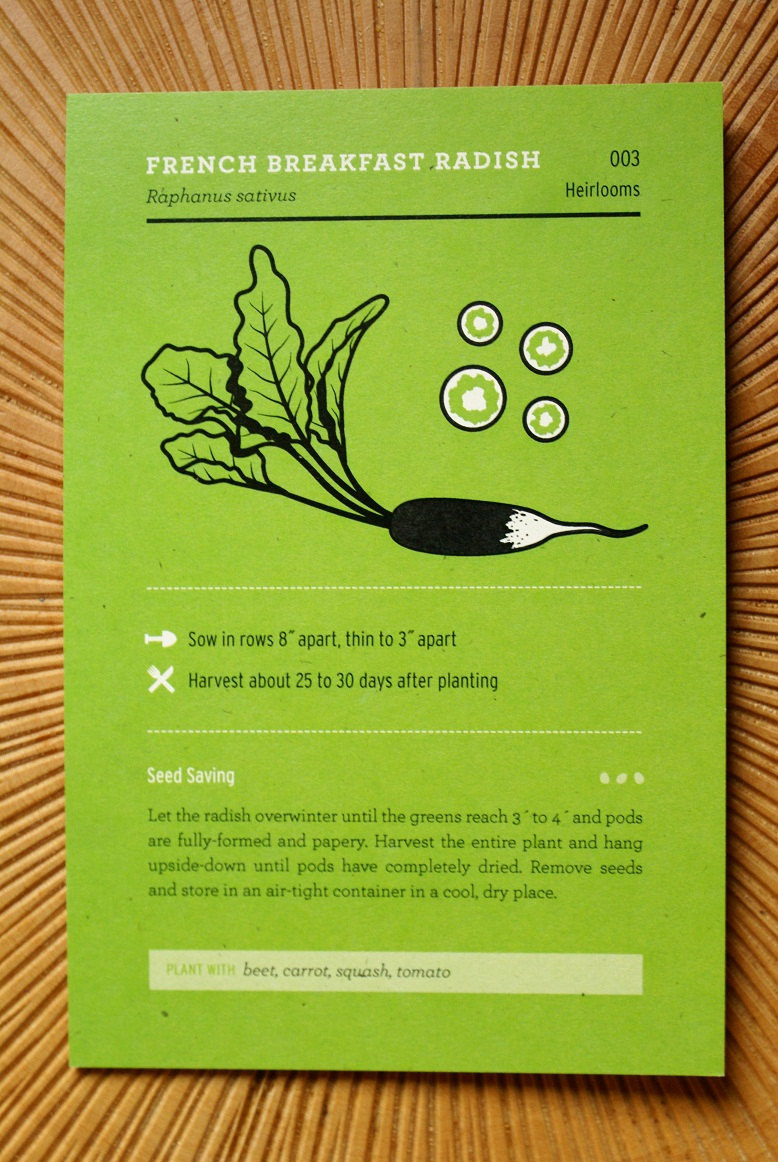 FRENCH BREAKFAST RADISH 003
Raphanus sativus Heirlooms
Sow in rows 8″ apart, thin to 3″ apart
Harvest about 25 to 30 days after planting
Seed Saving
Let the radish overwinter until the greens reach 3′ to 4′ and pods
are fully-formed and papery. Harvest the entire plant and hang
upside-down until pods have completely dried. Remove seeds
and store in an air-tight container in a cool, dry place.
PLANT WITH beet, carrot, squash, tomato